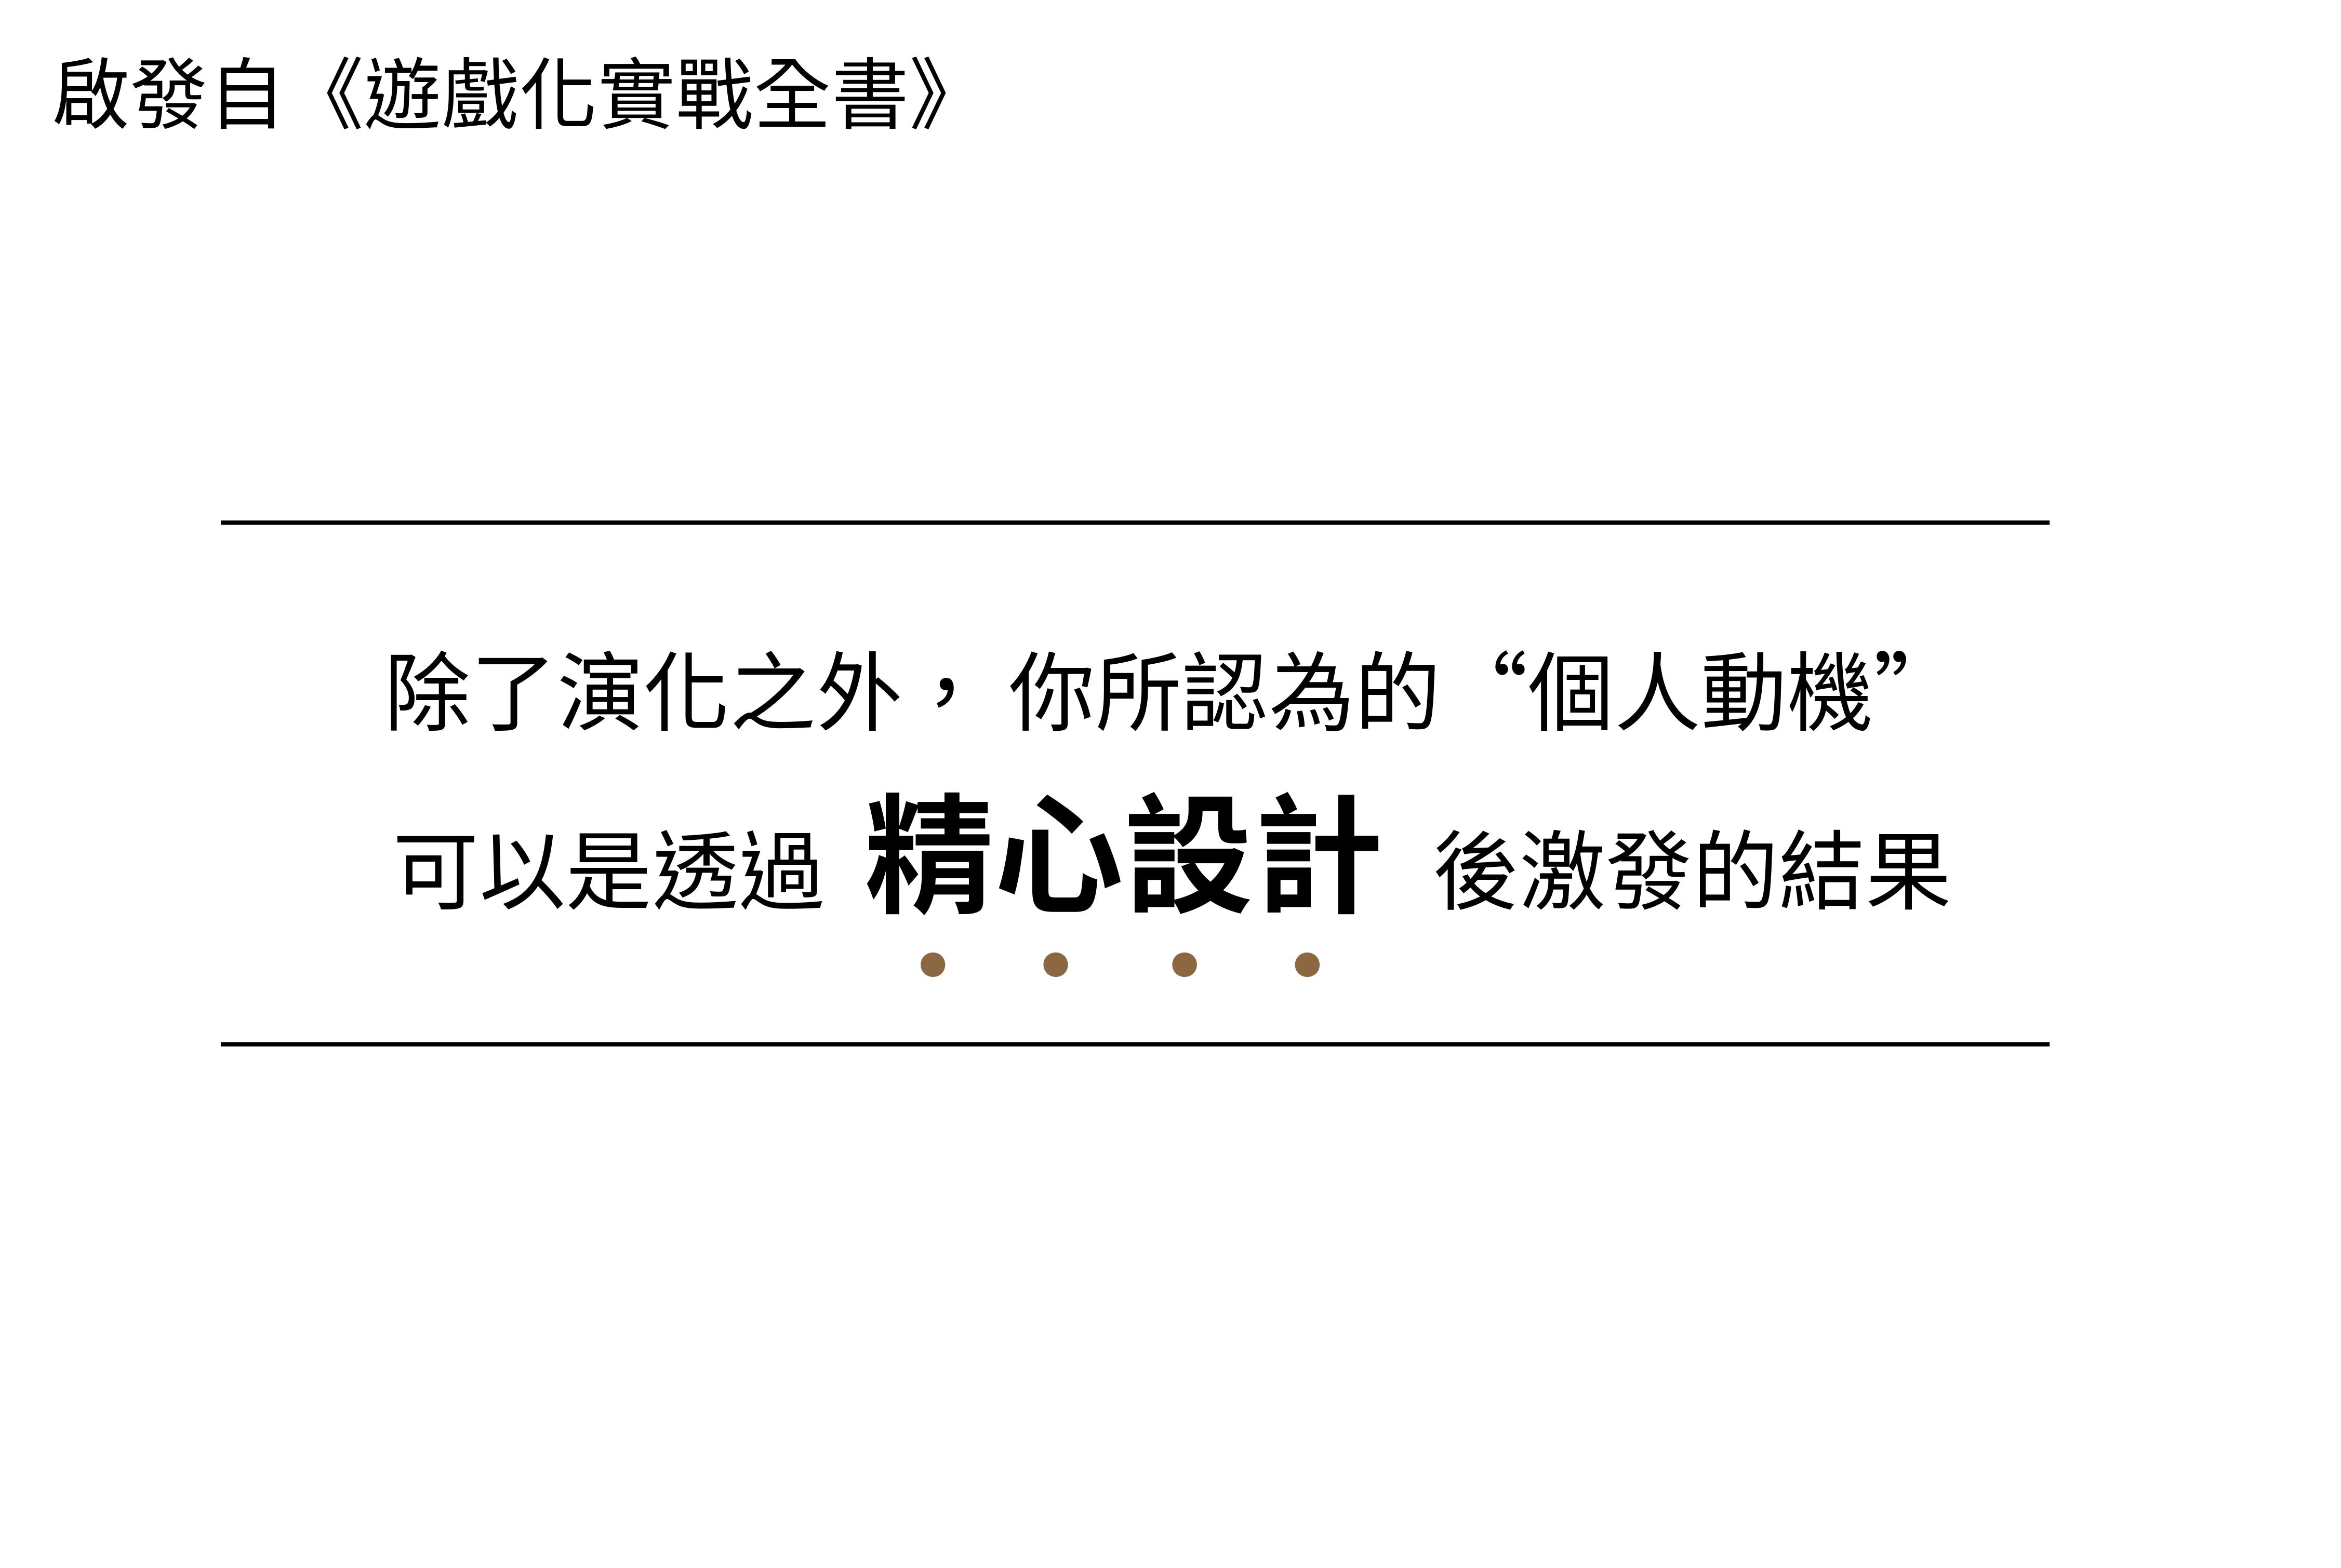 啟發自《遊戲化實戰全書》
除了演化之外，你所認為的“個人動機”
可以是透過 精心設計 後激發的結果